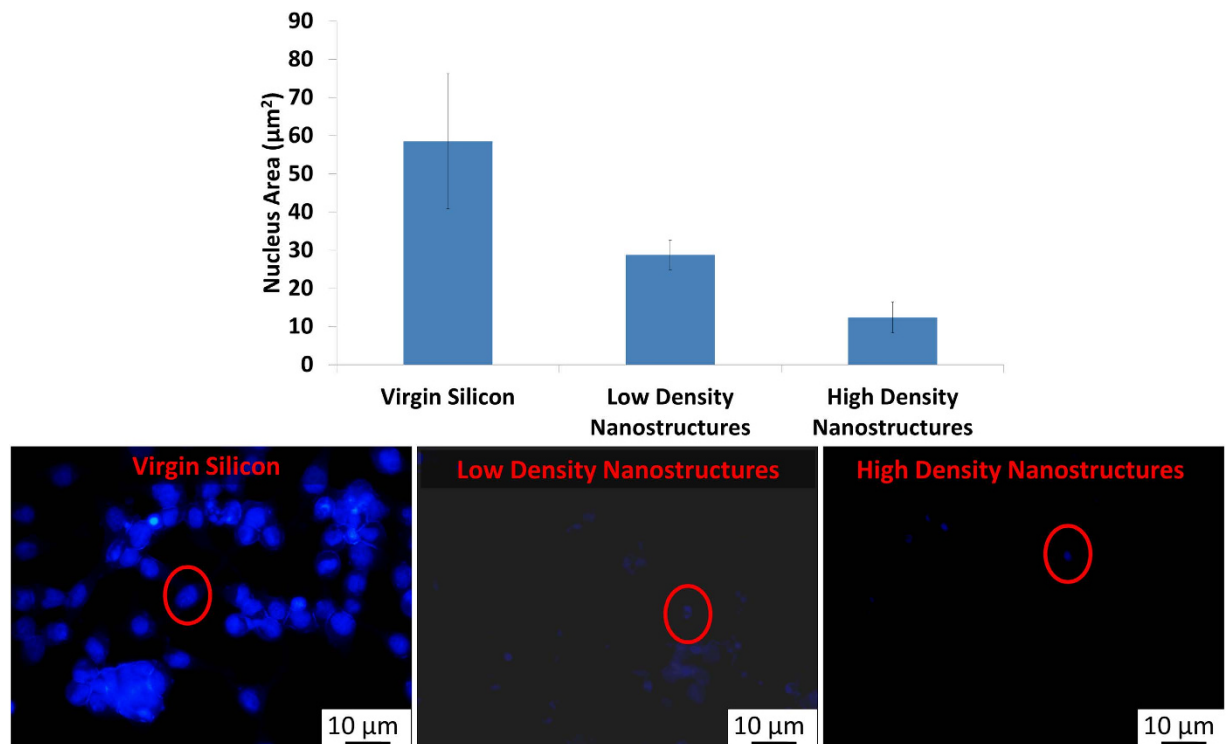 90
80
70
60
50
40
30
20
10
0
Nucleus Area (µm²)
Virgin Silicon
Low Density
Nanostructures
High Density
Nanostructures
Virgin Silicon
Low Density Nanostructures
High Density Nanostructures
10 µm
10 µm
10 µm